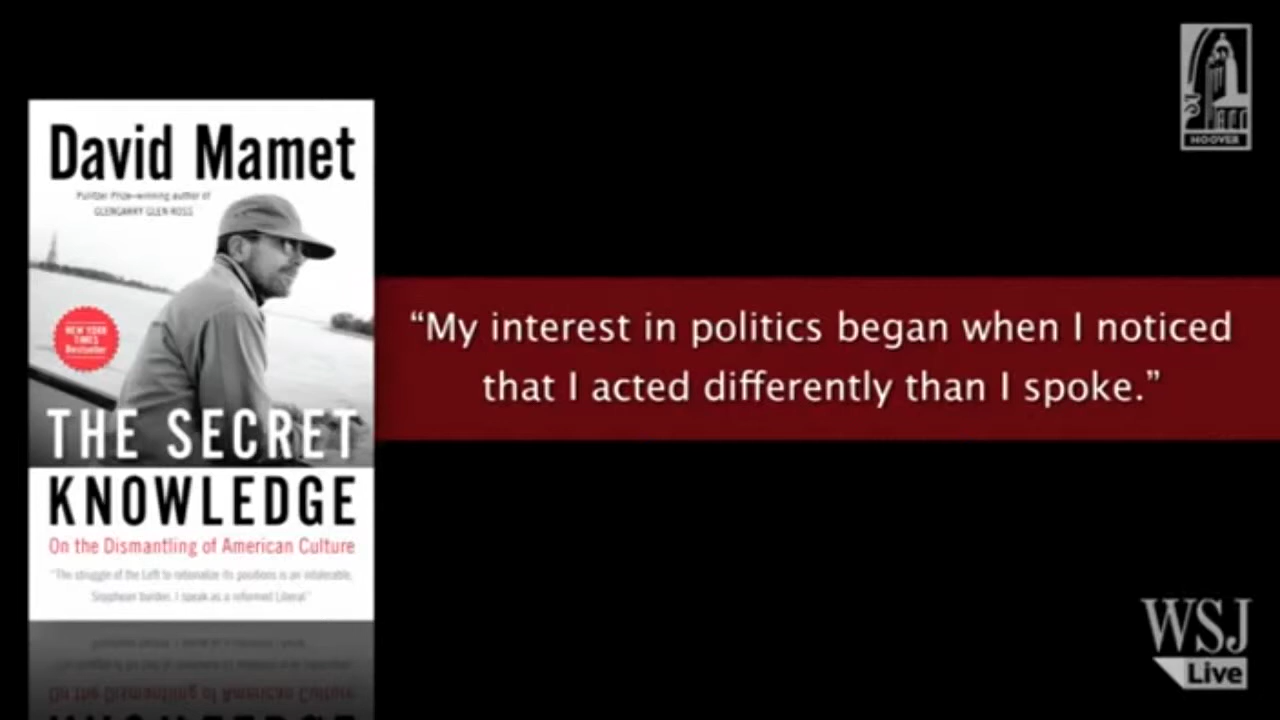 David Mamet
Pulitzer Prize–winning author of
GLENGARRY GLEN ROSS
NEW YORK
TIMES
Bestseller
THE SECRET
KNOWLEDGE
On the Dismantling of American Culture
"The struggle of the Left to rationalize its positions is an intolerable,
Sisyphean burden. I speak as a reformed Liberal."
“My interest in politics began when I noticed
that I acted differently than I spoke.”
HOOVER
WSJ
Live